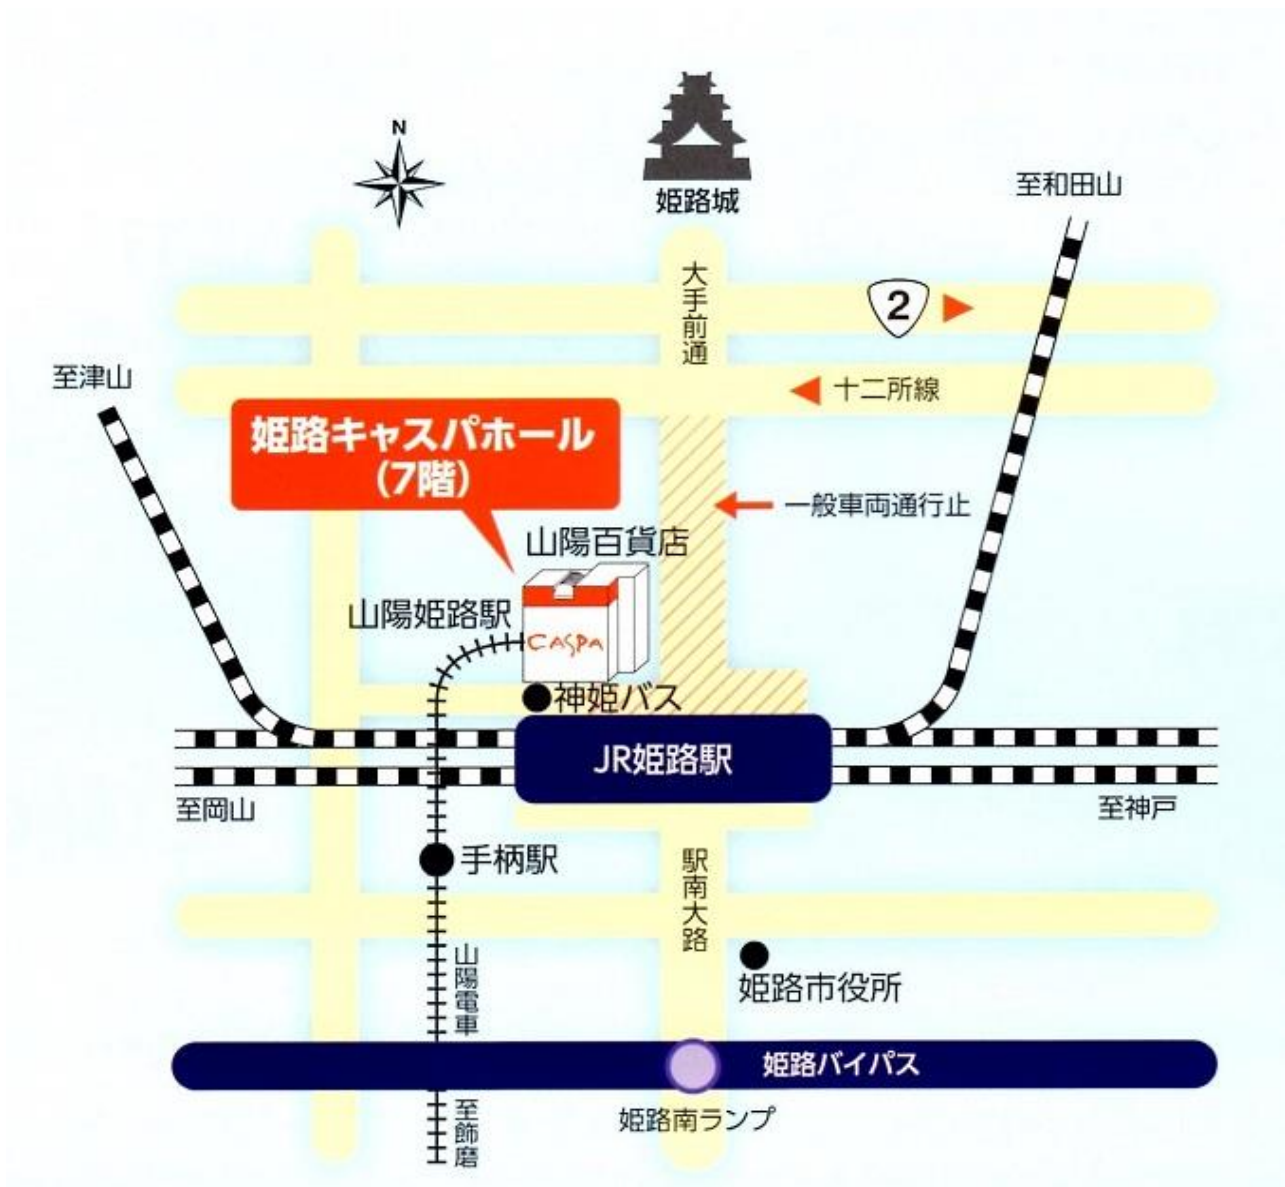 N
姫路城
至和田山
大手前通
2
至津山
十二所線
姫路キャスパホール
(7階)
一般車両通行止
山陽百貨店
山陽姫路駅
CASPA
神姫バス
JR姫路駅
至岡山
至神戸
手柄駅
駅南大路
山陽電車
姫路市役所
姫路バイパス
至飾磨
姫路南ランプ